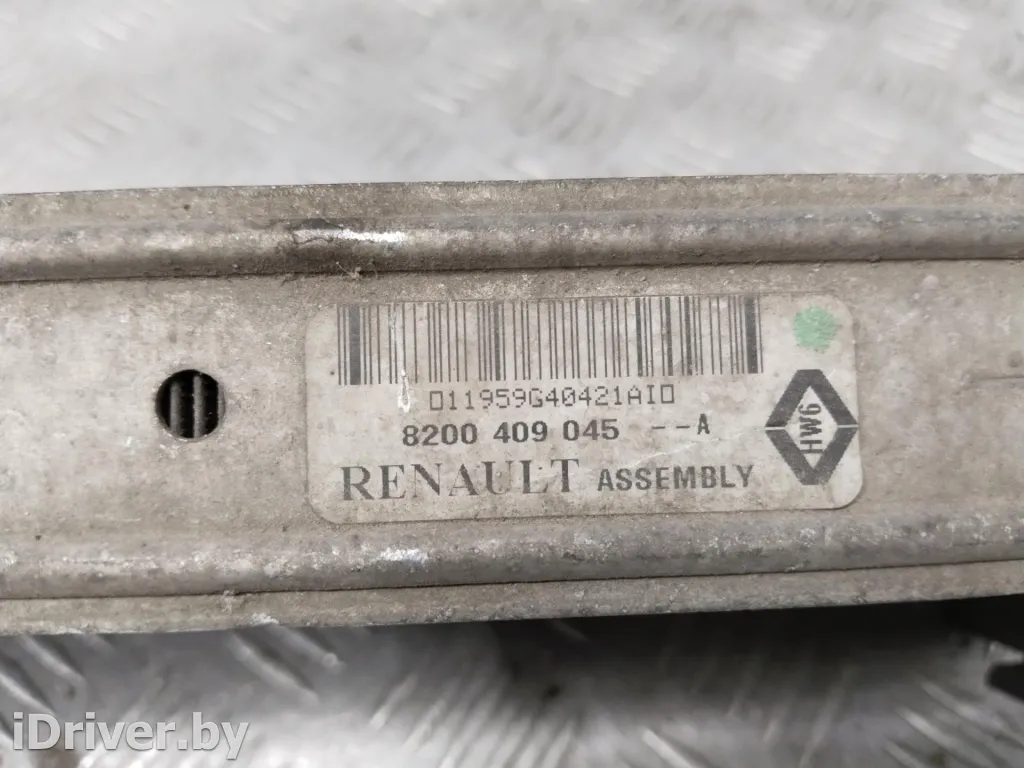 011959G40421AI0
8200 409 045 --A
HW6
RENAULT ASSEMBLY
iDriver.by